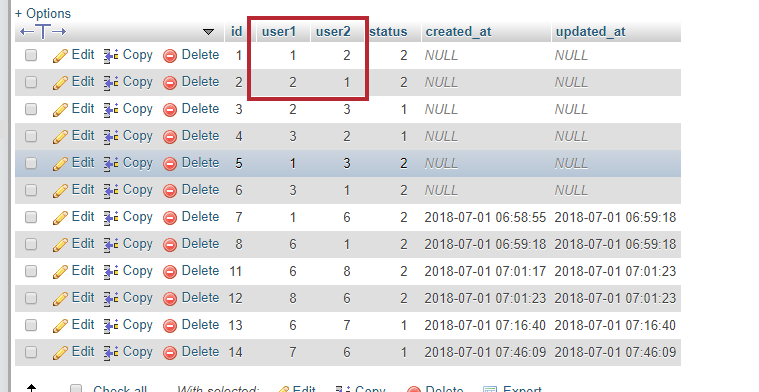 + Options
id user1 user2 status created_at updated_at
Edit Copy Delete 1 1 2 2 NULL NULL
Edit Copy Delete 2 2 1 2 NULL NULL
Edit Copy Delete 3 2 3 1 NULL NULL
Edit Copy Delete 4 3 2 1 NULL NULL
Edit Copy Delete 5 1 3 2 NULL NULL
Edit Copy Delete 6 3 1 2 NULL NULL
Edit Copy Delete 7 1 6 2 2018-07-01 06:58:55 2018-07-01 06:59:18
Edit Copy Delete 8 6 1 2 2018-07-01 06:59:18 2018-07-01 06:59:18
Edit Copy Delete 11 6 8 2 2018-07-01 07:01:17 2018-07-01 07:01:23
Edit Copy Delete 12 8 6 2 2018-07-01 07:01:23 2018-07-01 07:01:23
Edit Copy Delete 13 6 7 1 2018-07-01 07:16:40 2018-07-01 07:16:40
Edit Copy Delete 14 7 6 1 2018-07-01 07:46:09 2018-07-01 07:46:09
Check all With selected: Edit Copy Delete Export